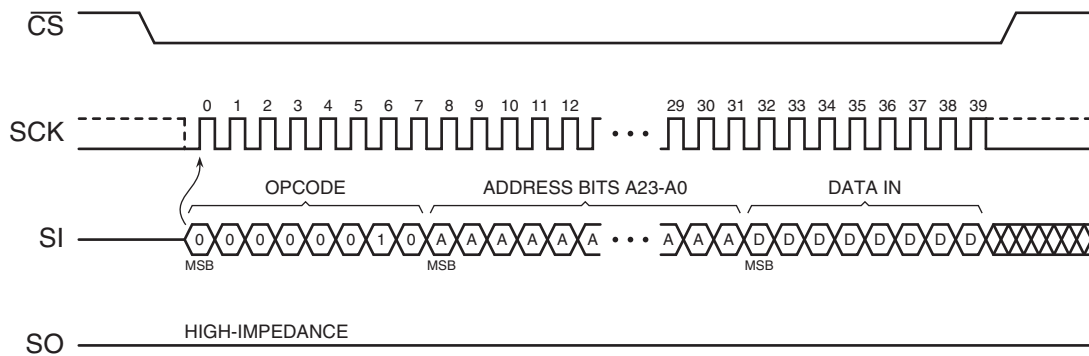 CS
SCK
0 1 2 3 4 5 6 7 8 9 10 11 12 29 30 31 32 33 34 35 36 37 38 39
OPCODE ADDRESS BITS A23-A0 DATA IN
SI
0 0 0 0 0 0 1 0 A A A A A A A A A D D D D D D D D
MSB MSB MSB
SO
HIGH-IMPEDANCE